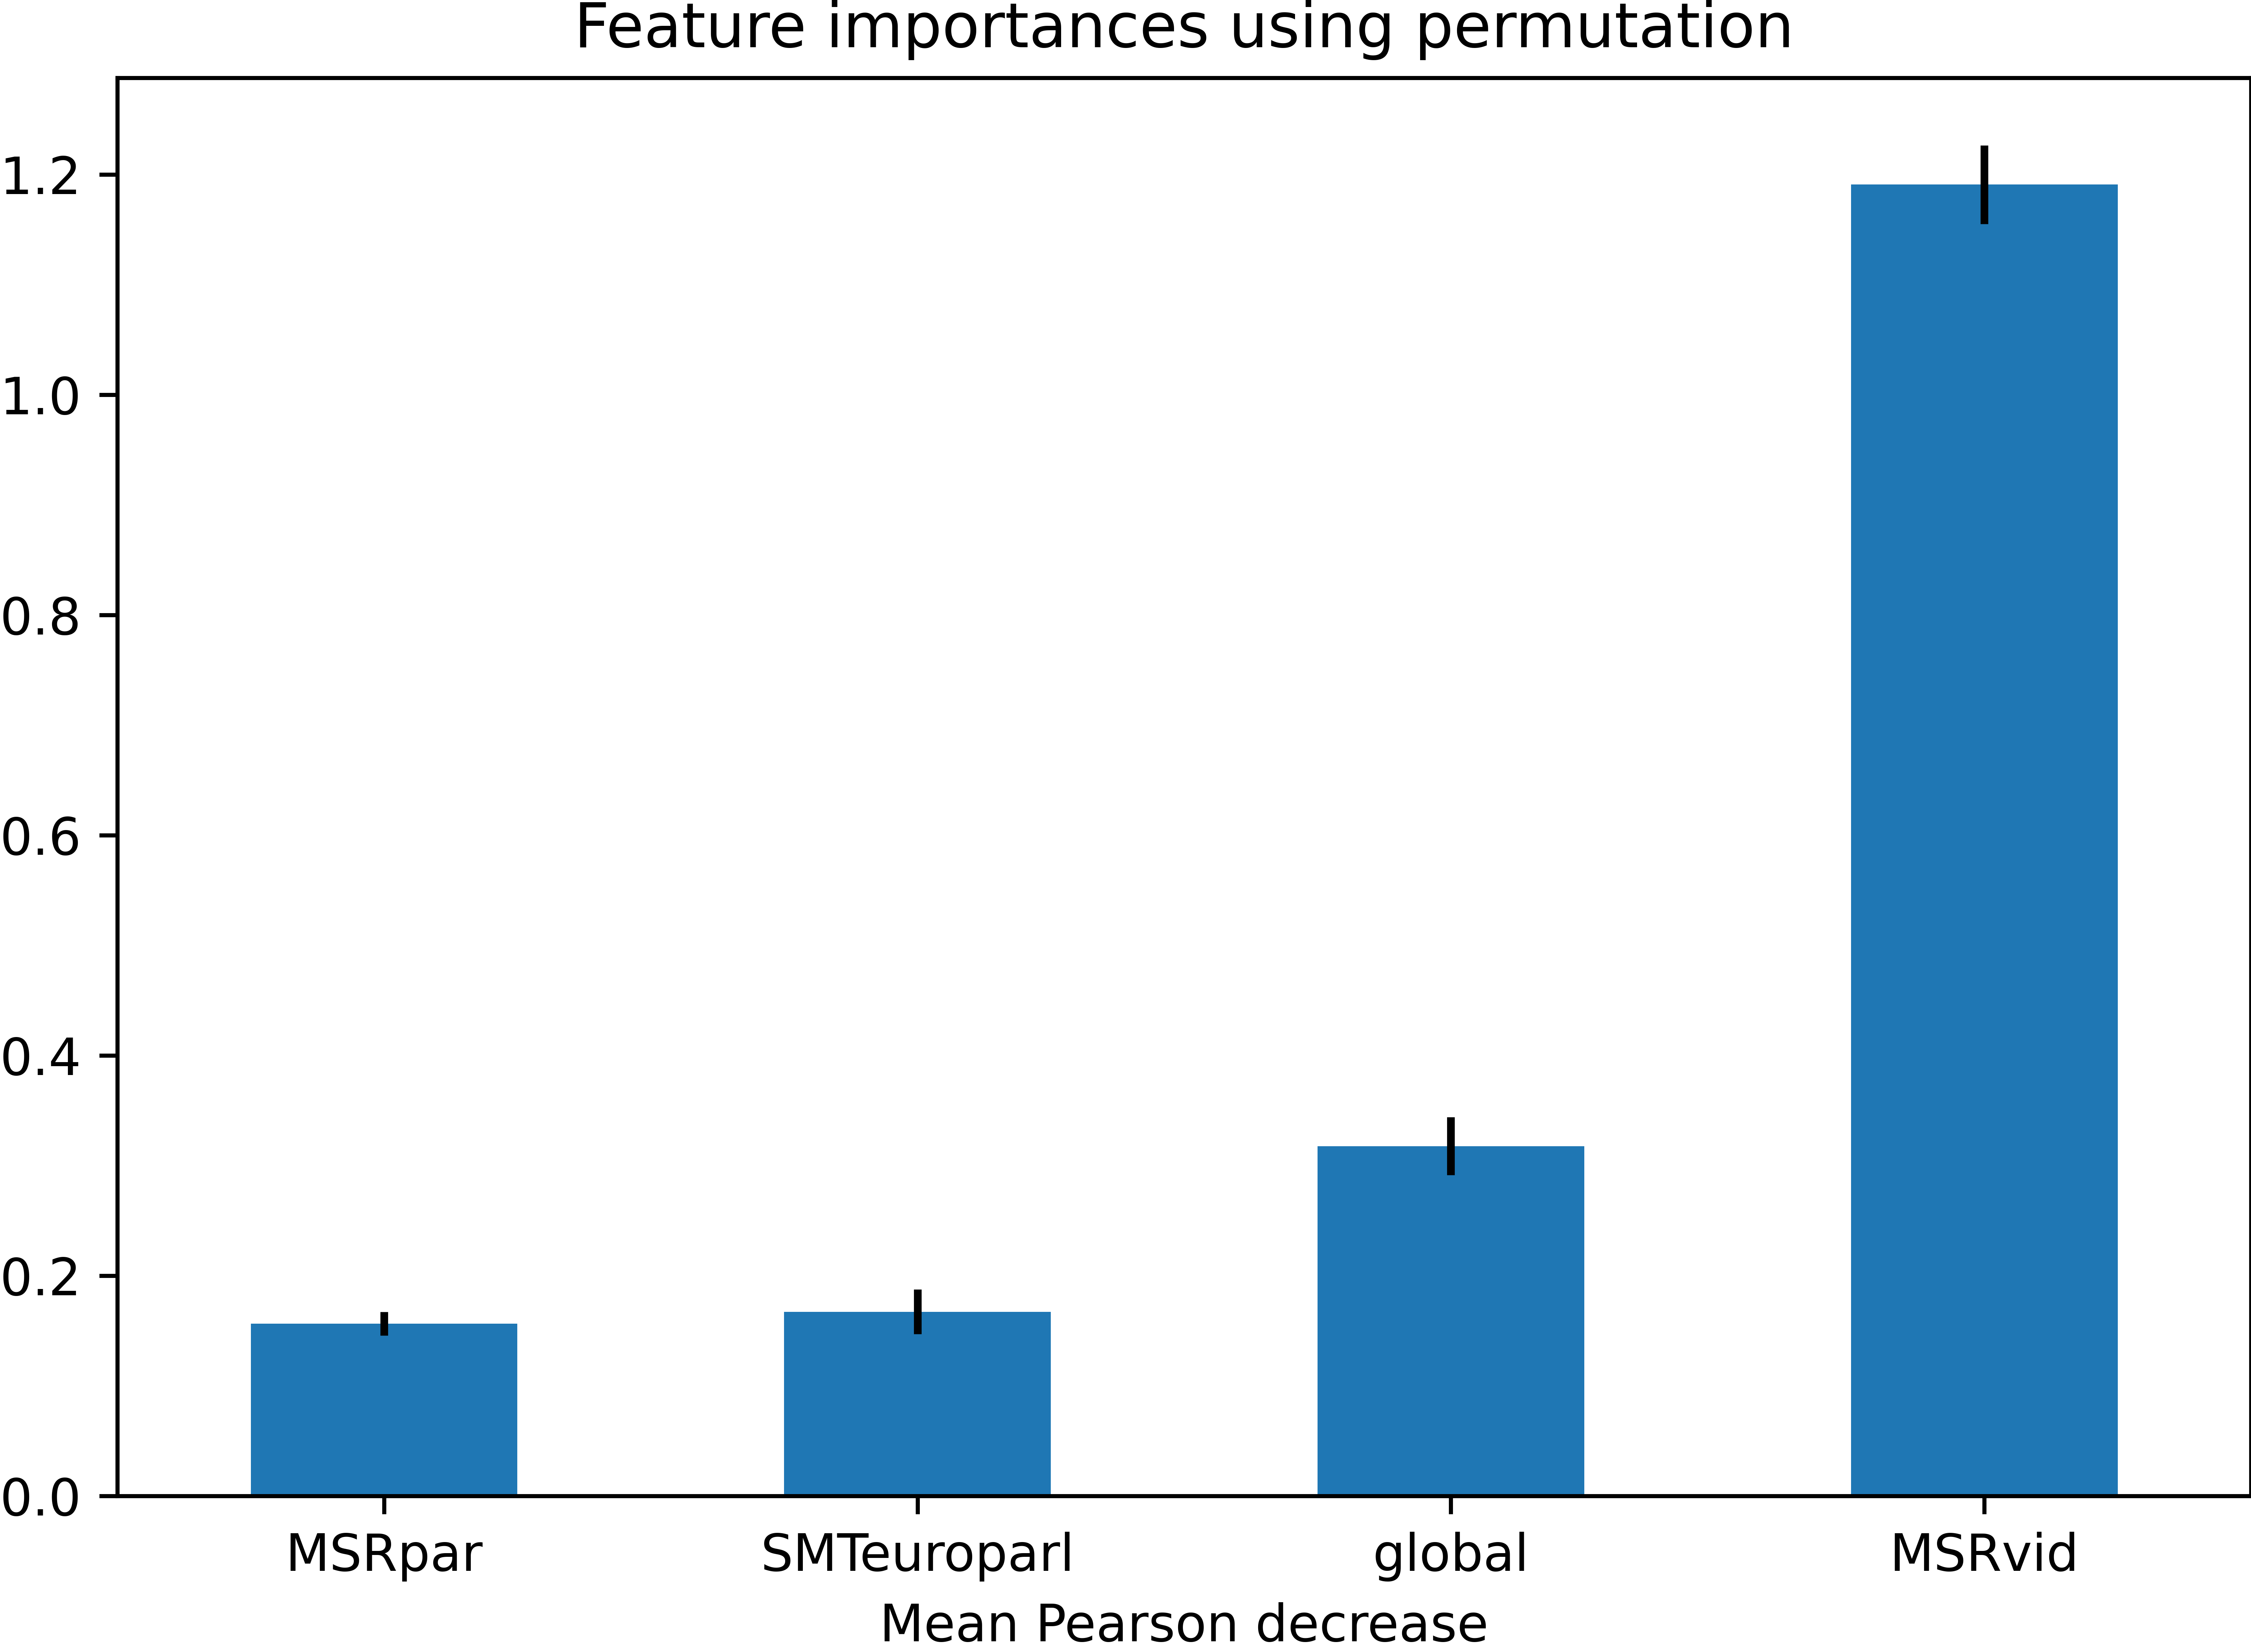 Feature importances using permutation
1.2
1.0
0.8
0.6
0.4
0.2
0.0
MSRpar SMTeuroparl global MSRvid
Mean Pearson decrease